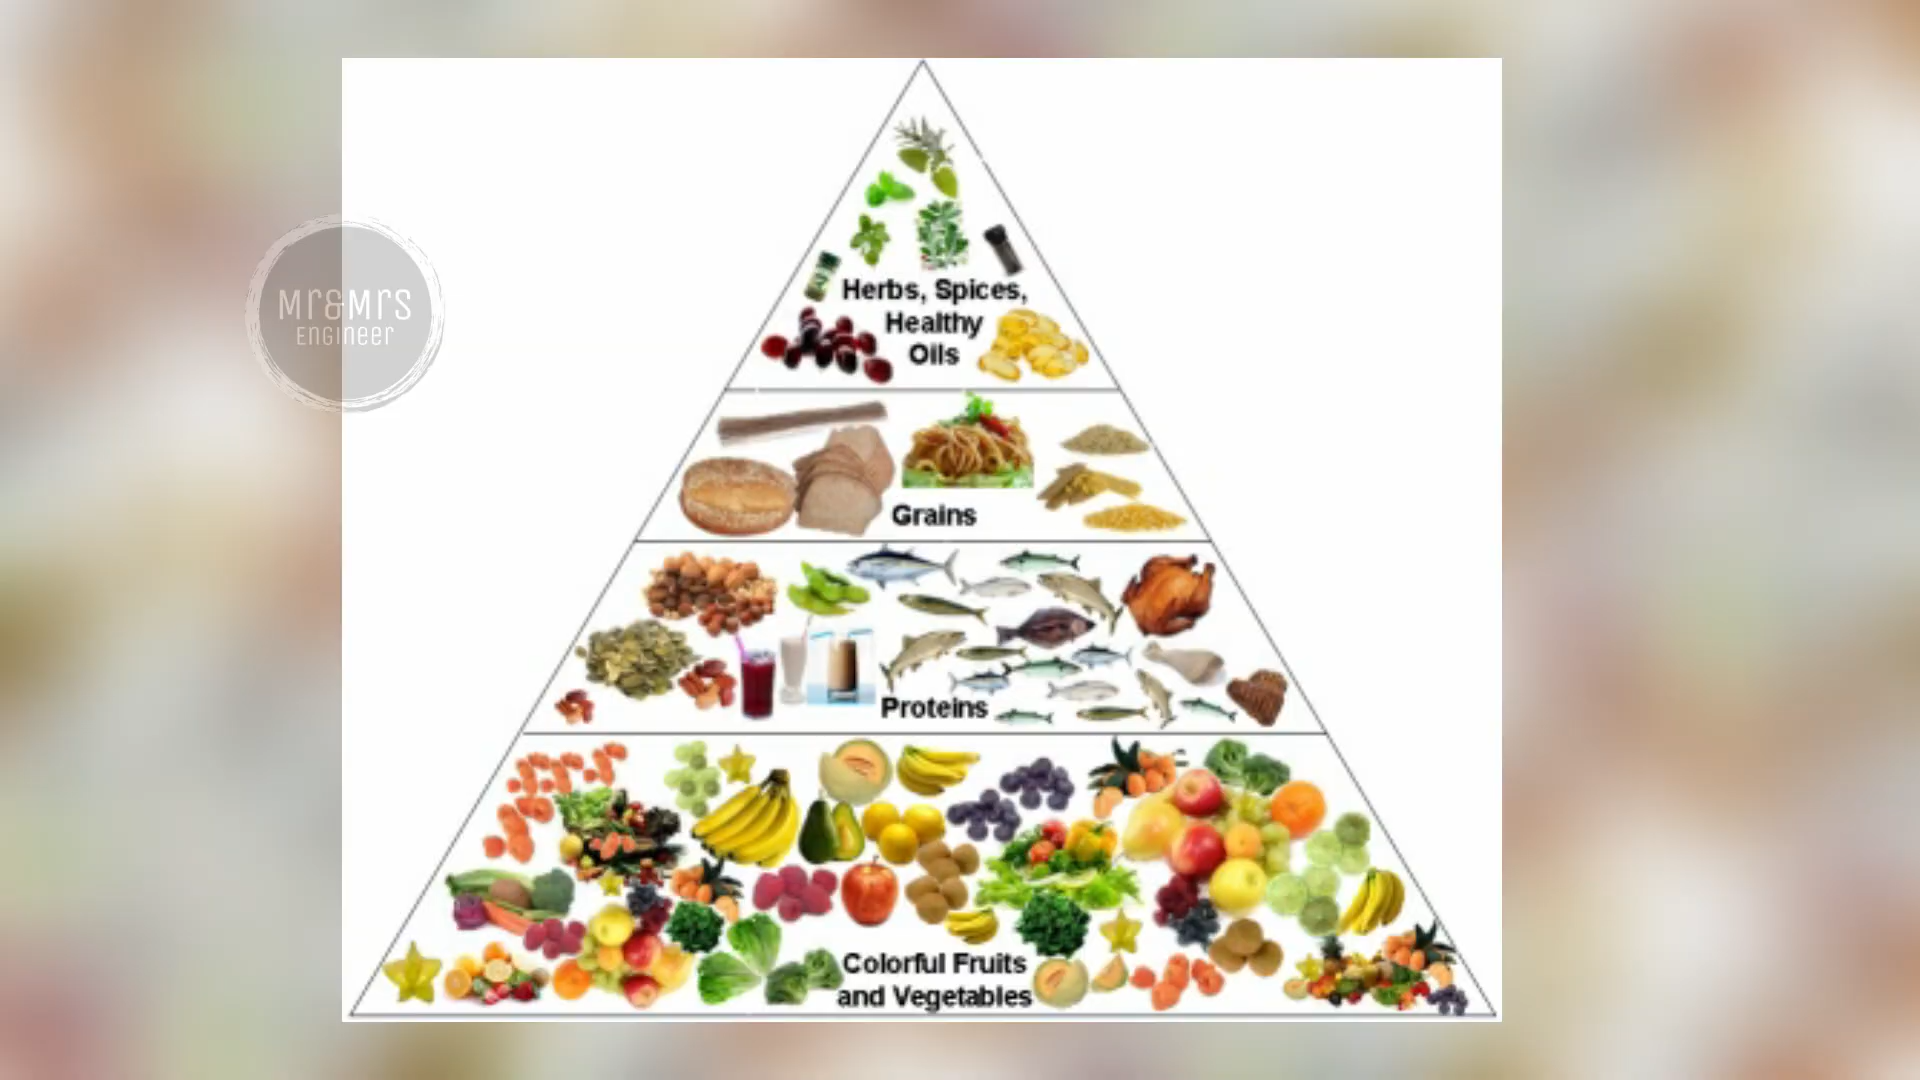 Mr&Mrs
Engineer
Herbs, Spices,
Healthy
Oils
Grains
Proteins
Colorful Fruits
and Vegetables